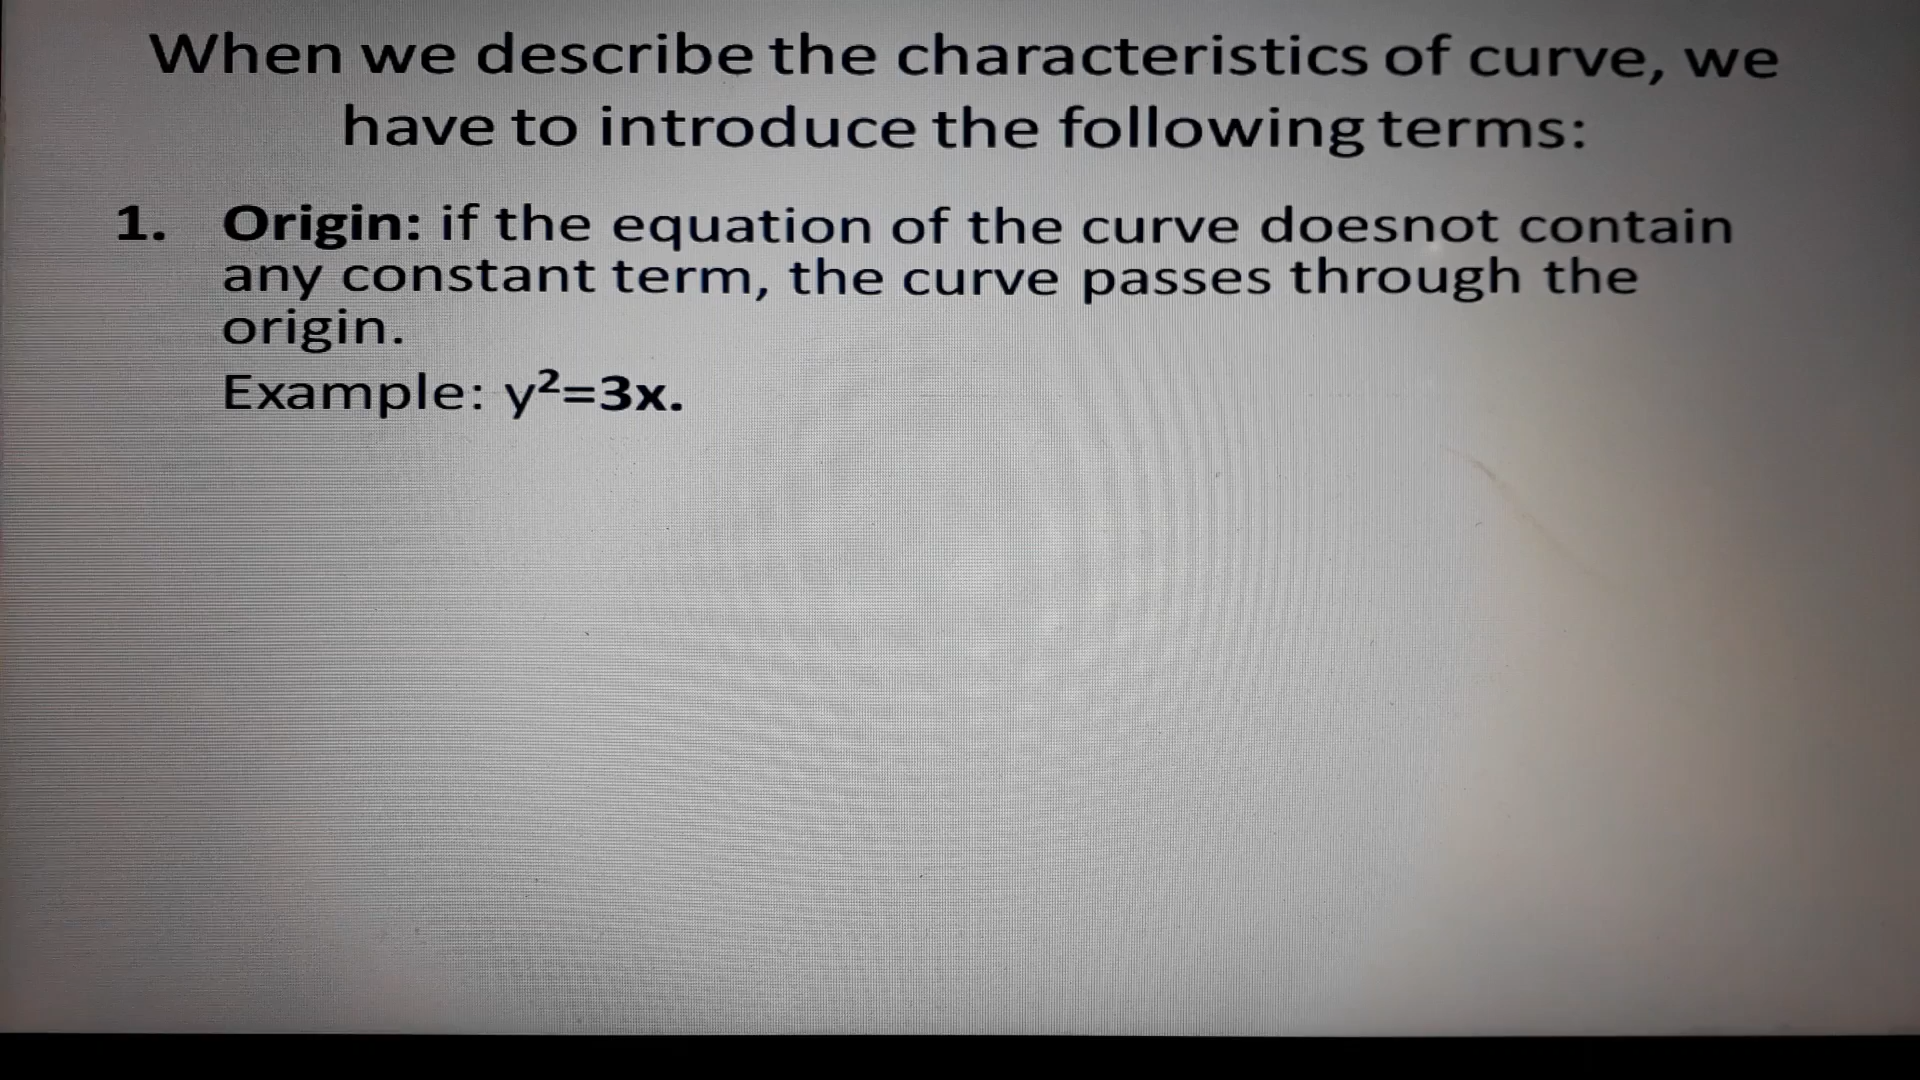 When we describe the characteristics of curve, we
have to introduce the following terms:
1. Origin: if the equation of the curve doesnot contain
any constant term, the curve passes through the
origin.
Example: y²=3x.